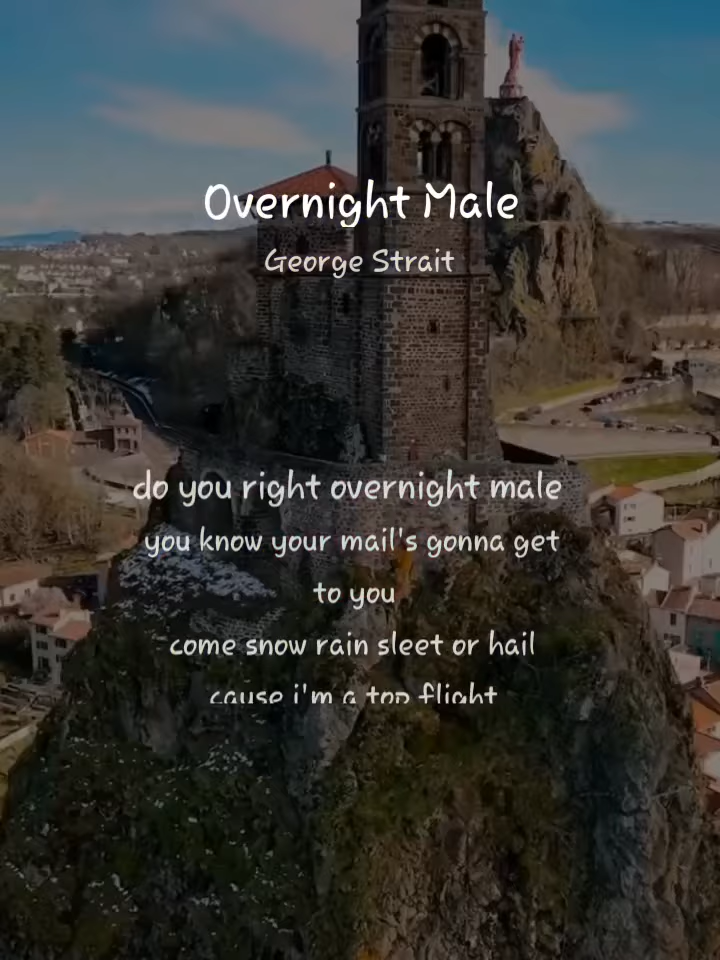 Overnight Male
George Strait
do you right overnight male
you know your mail's gonna get
to you
come snow rain sleet or hail
cause i'm a top flight